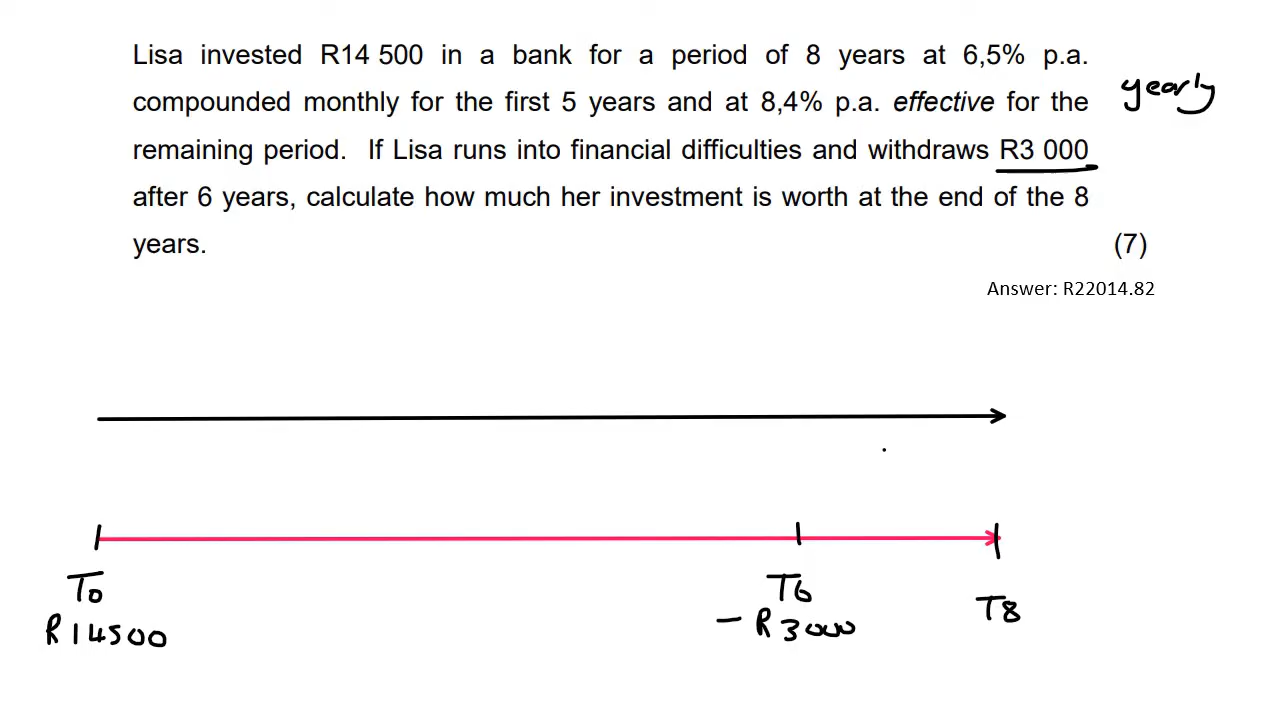 Lisa invested R14 500 in a bank for a period of 8 years at 6,5% p.a.
compounded monthly for the first 5 years and at 8,4% p.a. effective for the
yearly
remaining period. If Lisa runs into financial difficulties and withdraws R3 000
after 6 years, calculate how much her investment is worth at the end of the 8
years. (7)
Answer: R22014.82
T0 T6 T8
R14500 -R3000